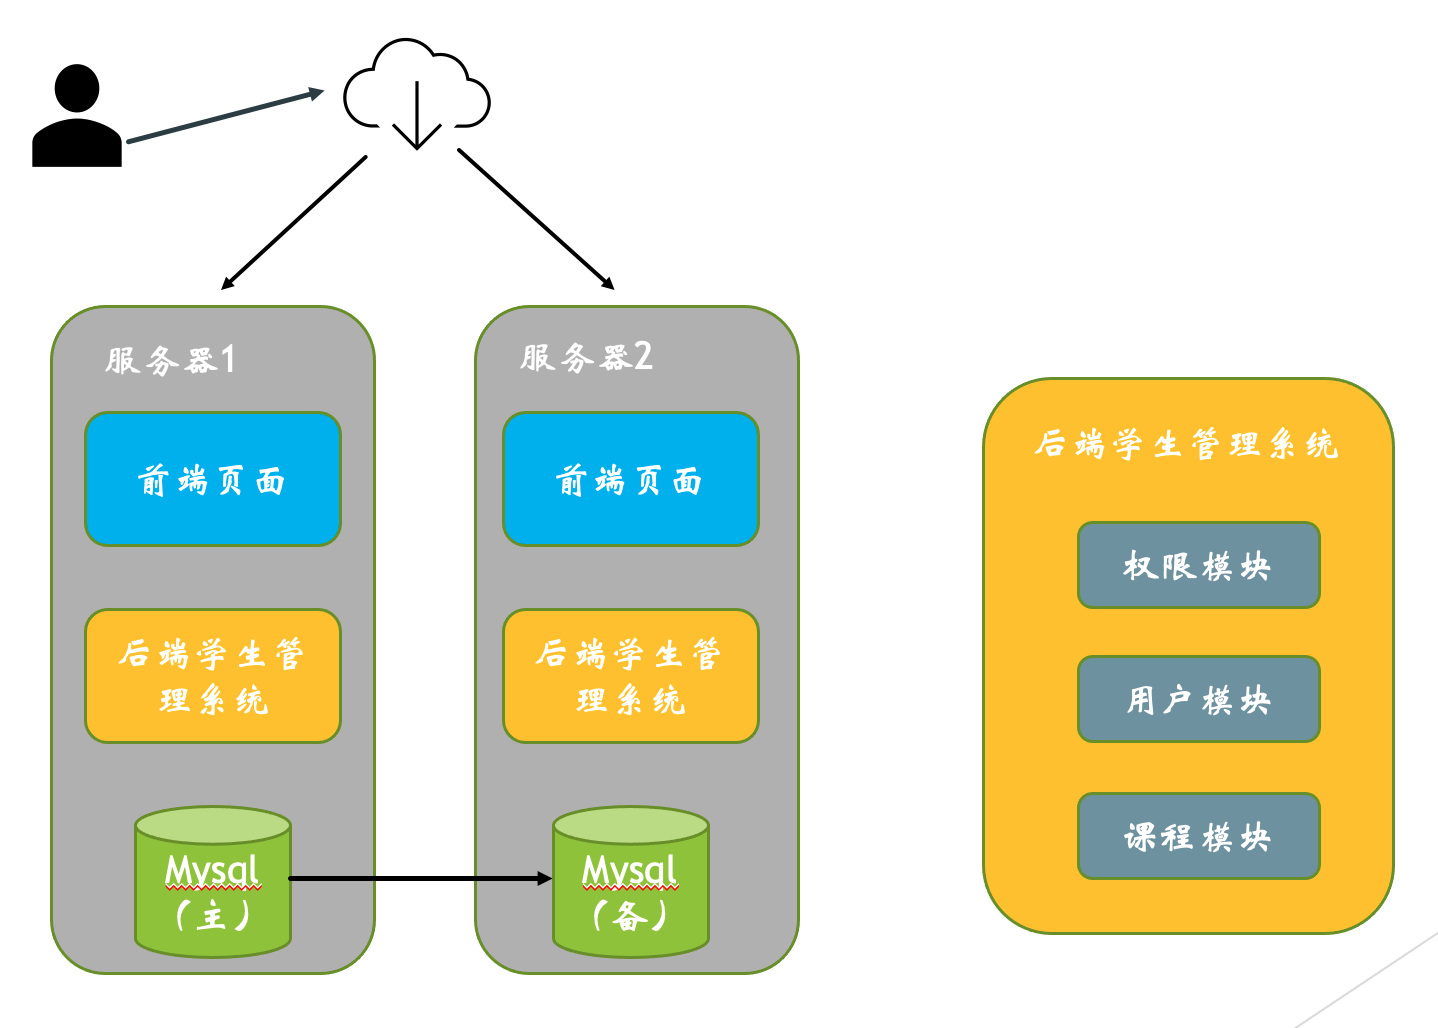 服务器1
前端页面
后端学生管
理系统
Mysql
（主）
服务器2
前端页面
后端学生管
理系统
Mysql
（备）
后端学生管理系统
权限模块
用户模块
课程模块